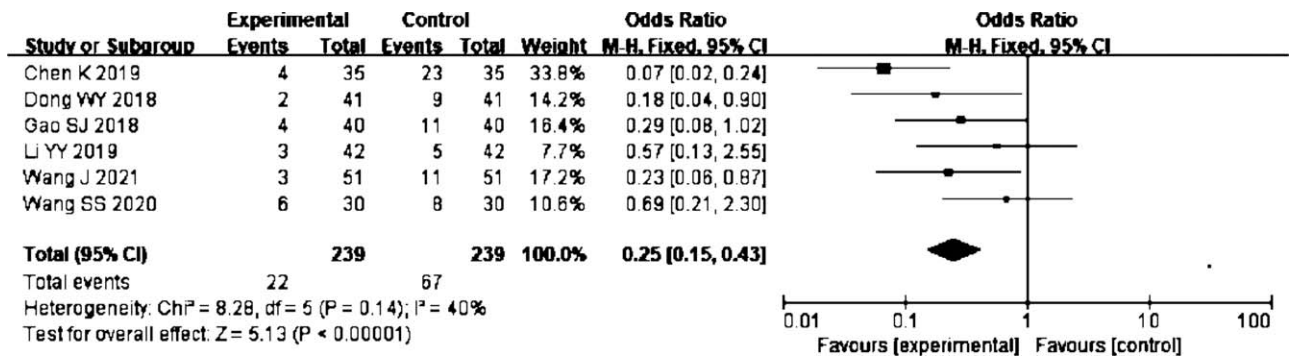 Experimental Control Odds Ratio Odds Ratio
Study or Subgroup Events Total Events Total Weight M-H, Fixed, 95% CI M-H, Fixed, 95% CI
Chen K 2019 4 35 23 35 33.8% 0.07 [0.02, 0.24]
Dong WY 2018 2 41 9 41 14.2% 0.18 [0.04, 0.90]
Gao SJ 2018 4 40 11 40 16.4% 0.29 [0.08, 1.02]
Li YY 2019 3 42 5 42 7.7% 0.57 [0.13, 2.55]
Wang J 2021 3 51 11 51 17.2% 0.23 [0.06, 0.87]
Wang SS 2020 6 30 8 30 10.6% 0.69 [0.21, 2.30]
Total (95% CI) 239 239 100.0% 0.25 [0.15, 0.43]
Total events 22 67
Heterogeneity: Chi² = 8.28, df = 5 (P = 0.14); I² = 40%
Test for overall effect: Z = 5.13 (P < 0.00001)
0.01 0.1 1 10 100
Favours [experimental] Favours [control]